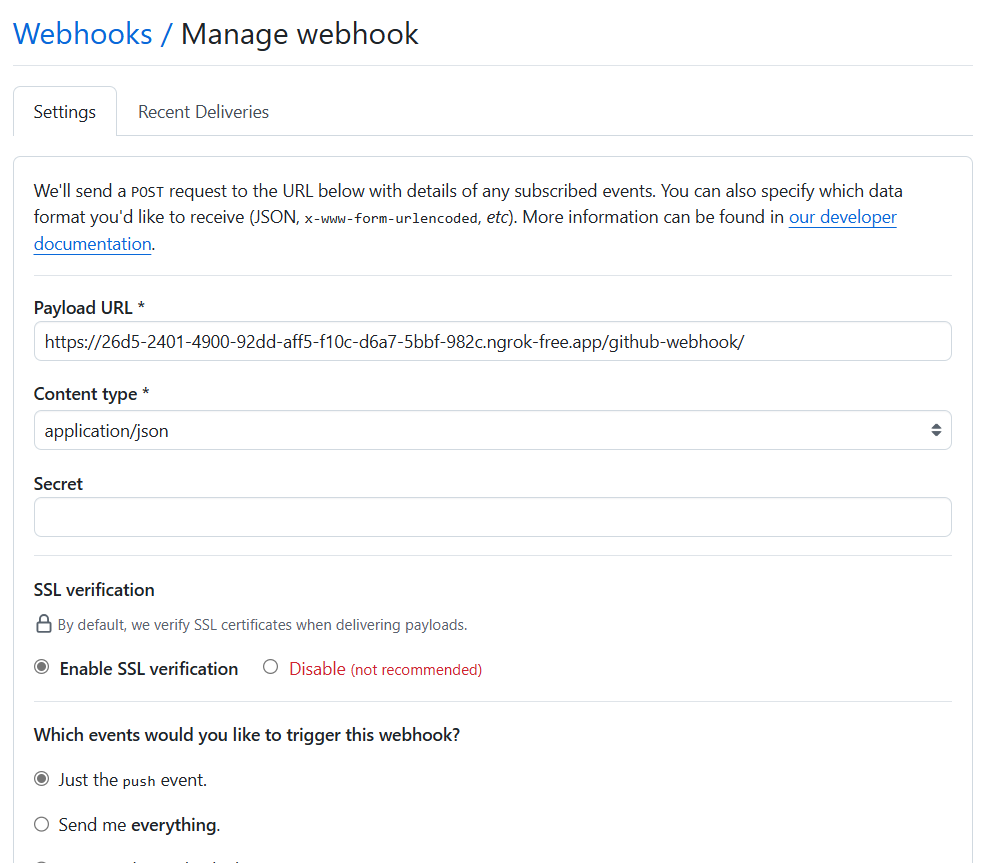 Webhooks / Manage webhook
Settings
Recent Deliveries
We'll send a POST request to the URL below with details of any subscribed events. You can also specify which data
format you'd like to receive (JSON, x-www-form-urlencoded, etc). More information can be found in our developer
documentation.
Payload URL *
https://26d5-2401-4900-92dd-aff5-f10c-d6a7-5bbf-982c.ngrok-free.app/github-webhook/
Content type *
application/json
Secret
SSL verification
By default, we verify SSL certificates when delivering payloads.
Enable SSL verification
Disable (not recommended)
Which events would you like to trigger this webhook?
Just the push event.
Send me everything.